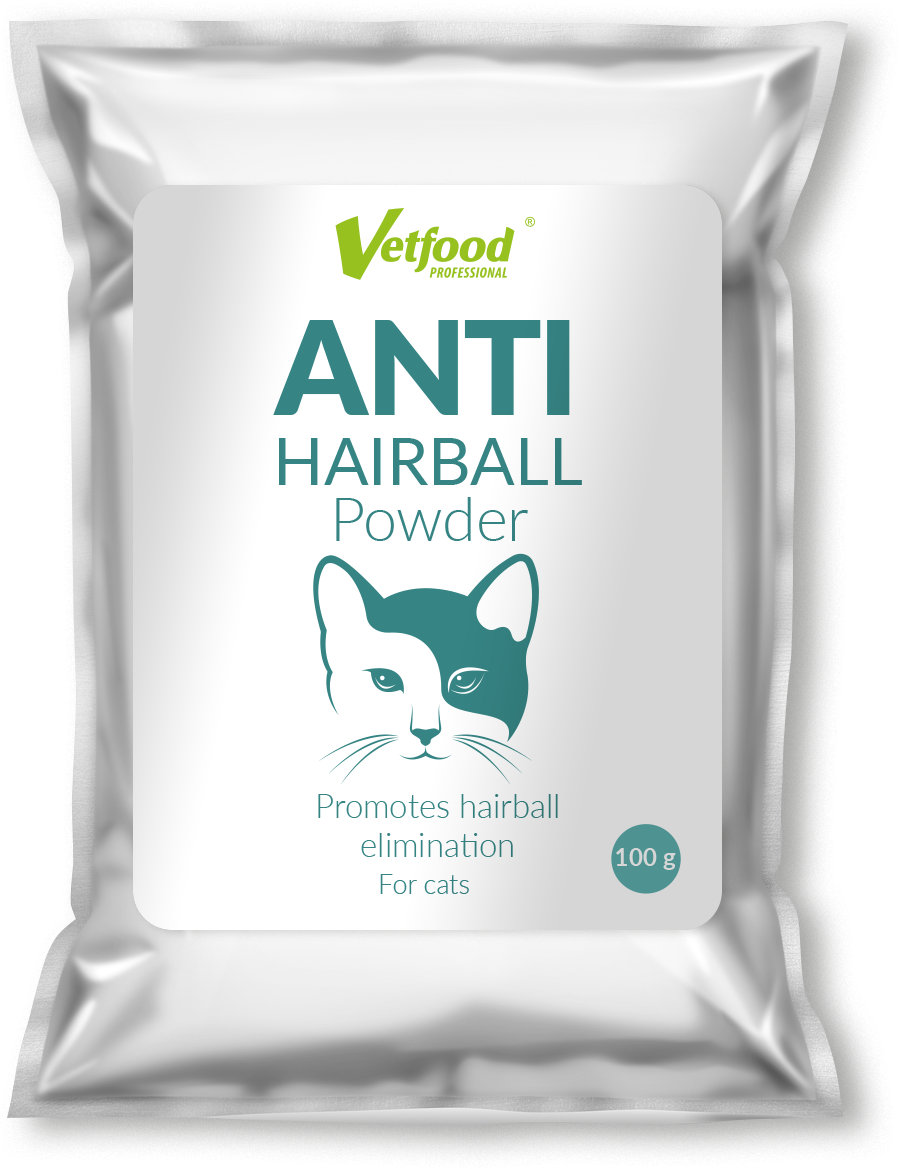 Vetfood ®
PROFESSIONAL
ANTI
HAIRBALL
Powder
Promotes hairball
elimination
For cats
100 g